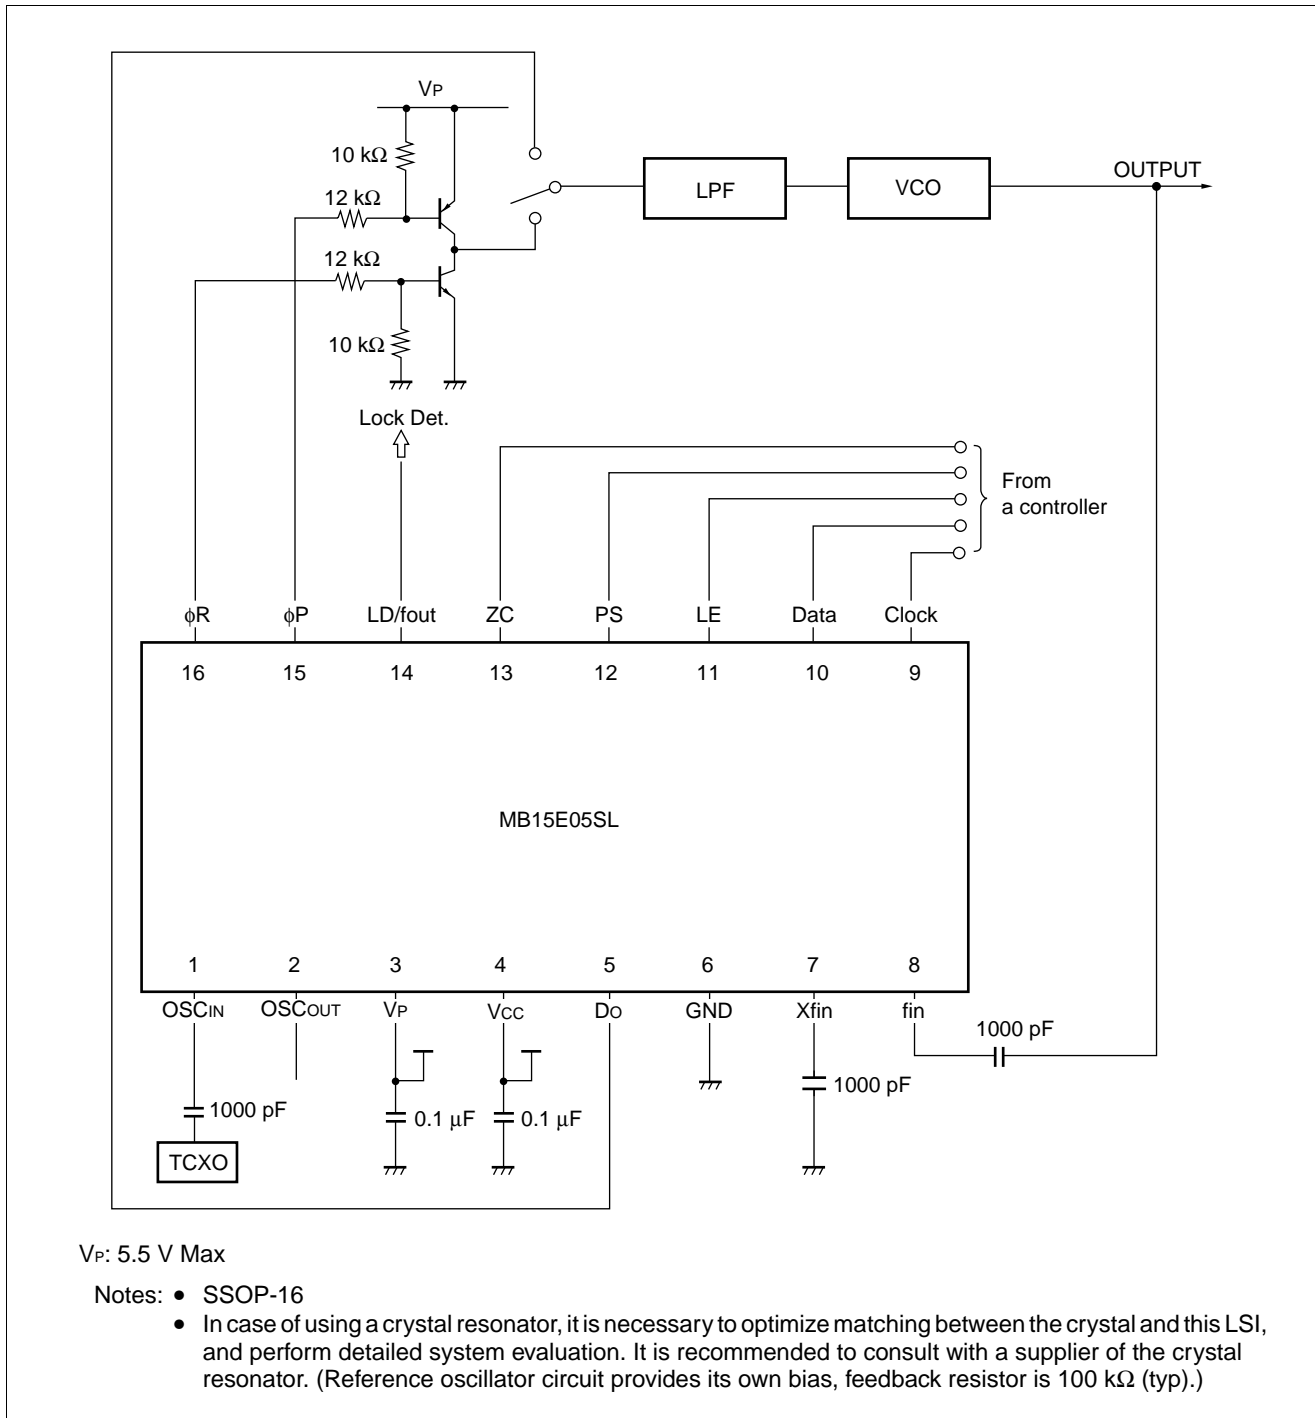 VP
10 kΩ
12 kΩ
12 kΩ
10 kΩ
LPF
VCO
OUTPUT
Lock Det.
From
a controller
ϕR ϕP LD/fout ZC PS LE Data Clock
16 15 14 13 12 11 10 9
MB15E05SL
1 2 3 4 5 6 7 8
OSCIN OSCOUT VP VCC DO GND Xfin fin
1000 pF
1000 pF
1000 pF
0.1 µF
0.1 µF
TCXO
VP: 5.5 V Max
Notes: • SSOP-16
• In case of using a crystal resonator, it is necessary to optimize matching between the crystal and this LSI,
and perform detailed system evaluation. It is recommended to consult with a supplier of the crystal
resonator. (Reference oscillator circuit provides its own bias, feedback resistor is 100 kΩ (typ).)